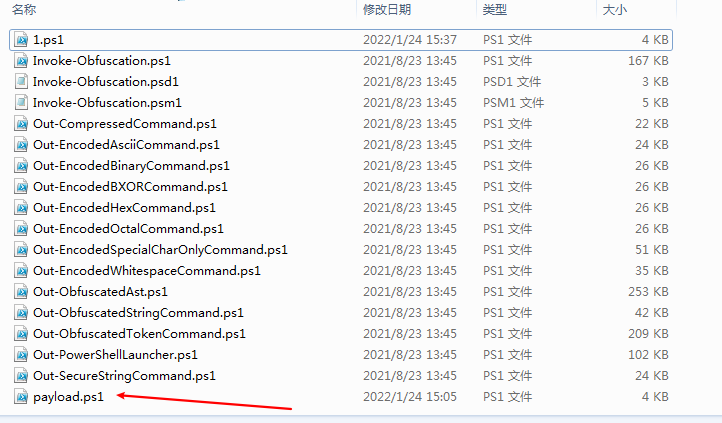 名称 修改日期 类型 大小
1.ps1 2022/1/24 15:37 PS1 文件 4 KB
Invoke-Obfuscation.ps1 2021/8/23 13:45 PS1 文件 167 KB
Invoke-Obfuscation.psd1 2021/8/23 13:45 PSD1 文件 3 KB
Invoke-Obfuscation.psm1 2021/8/23 13:45 PSM1 文件 5 KB
Out-CompressedCommand.ps1 2021/8/23 13:45 PS1 文件 22 KB
Out-EncodedAsciiCommand.ps1 2021/8/23 13:45 PS1 文件 24 KB
Out-EncodedBinaryCommand.ps1 2021/8/23 13:45 PS1 文件 26 KB
Out-EncodedBXORCommand.ps1 2021/8/23 13:45 PS1 文件 26 KB
Out-EncodedHexCommand.ps1 2021/8/23 13:45 PS1 文件 26 KB
Out-EncodedOctalCommand.ps1 2021/8/23 13:45 PS1 文件 26 KB
Out-EncodedSpecialCharOnlyCommand.ps1 2021/8/23 13:45 PS1 文件 51 KB
Out-EncodedWhitespaceCommand.ps1 2021/8/23 13:45 PS1 文件 35 KB
Out-ObfuscatedAst.ps1 2021/8/23 13:45 PS1 文件 253 KB
Out-ObfuscatedStringCommand.ps1 2021/8/23 13:45 PS1 文件 42 KB
Out-ObfuscatedTokenCommand.ps1 2021/8/23 13:45 PS1 文件 209 KB
Out-PowerShellLauncher.ps1 2021/8/23 13:45 PS1 文件 102 KB
Out-SecureStringCommand.ps1 2021/8/23 13:45 PS1 文件 24 KB
payload.ps1 2022/1/24 15:05 PS1 文件 4 KB